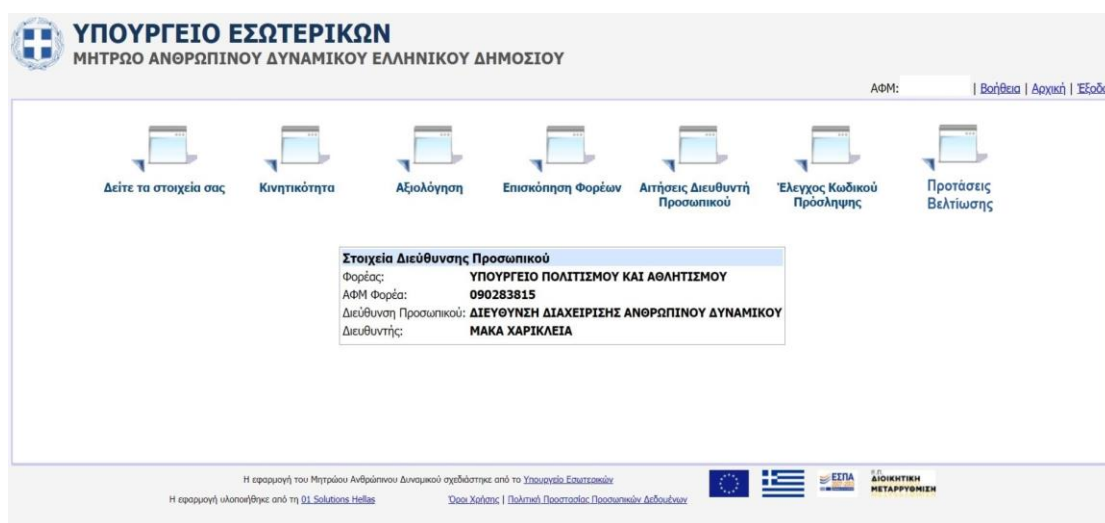 ΥΠΟΥΡΓΕΙΟ ΕΣΩΤΕΡΙΚΩΝ
ΜΗΤΡΩΟ ΑΝΘΡΩΠΙΝΟΥ ΔΥΝΑΜΙΚΟΥ ΕΛΛΗΝΙΚΟΥ ΔΗΜΟΣΙΟΥ
ΑΦΜ: | Βοήθεια | Αρχική | Έξοδο
Δείτε τα στοιχεία σας Κινητικότητα Αξιολόγηση Επισκόπηση Φορέων Αιτήσεις Διευθυντή Έλεγχος Κωδικού Προτάσεις
Προσωπικού Πρόσληψης Βελτίωσης
Στοιχεία Διεύθυνσης Προσωπικού
Φορέας: ΥΠΟΥΡΓΕΙΟ ΠΟΛΙΤΙΣΜΟΥ ΚΑΙ ΑΘΛΗΤΙΣΜΟΥ
ΑΦΜ Φορέα: 090283815
Διεύθυνση Προσωπικού: ΔΙΕΥΘΥΝΣΗ ΔΙΑΧΕΙΡΙΣΗΣ ΑΝΘΡΩΠΙΝΟΥ ΔΥΝΑΜΙΚΟΥ
Διευθυντής: ΜΑΚΑ ΧΑΡΙΚΛΕΙΑ
Η εφαρμογή του Μητρώου Ανθρώπινου Δυναμικού σχεδιάστηκε από το Υπουργείο Εσωτερικών
Η εφαρμογή υλοποιήθηκε από τη 01 Solutions Hellas Όροι Χρήσης | Πολιτική Προστασίας Προσωπικών Δεδομένων
ΕΣΠΑ
ΔΙΟΙΚΗΤΙΚΗ
ΜΕΤΑΡΡΥΘΜΙΣΗ